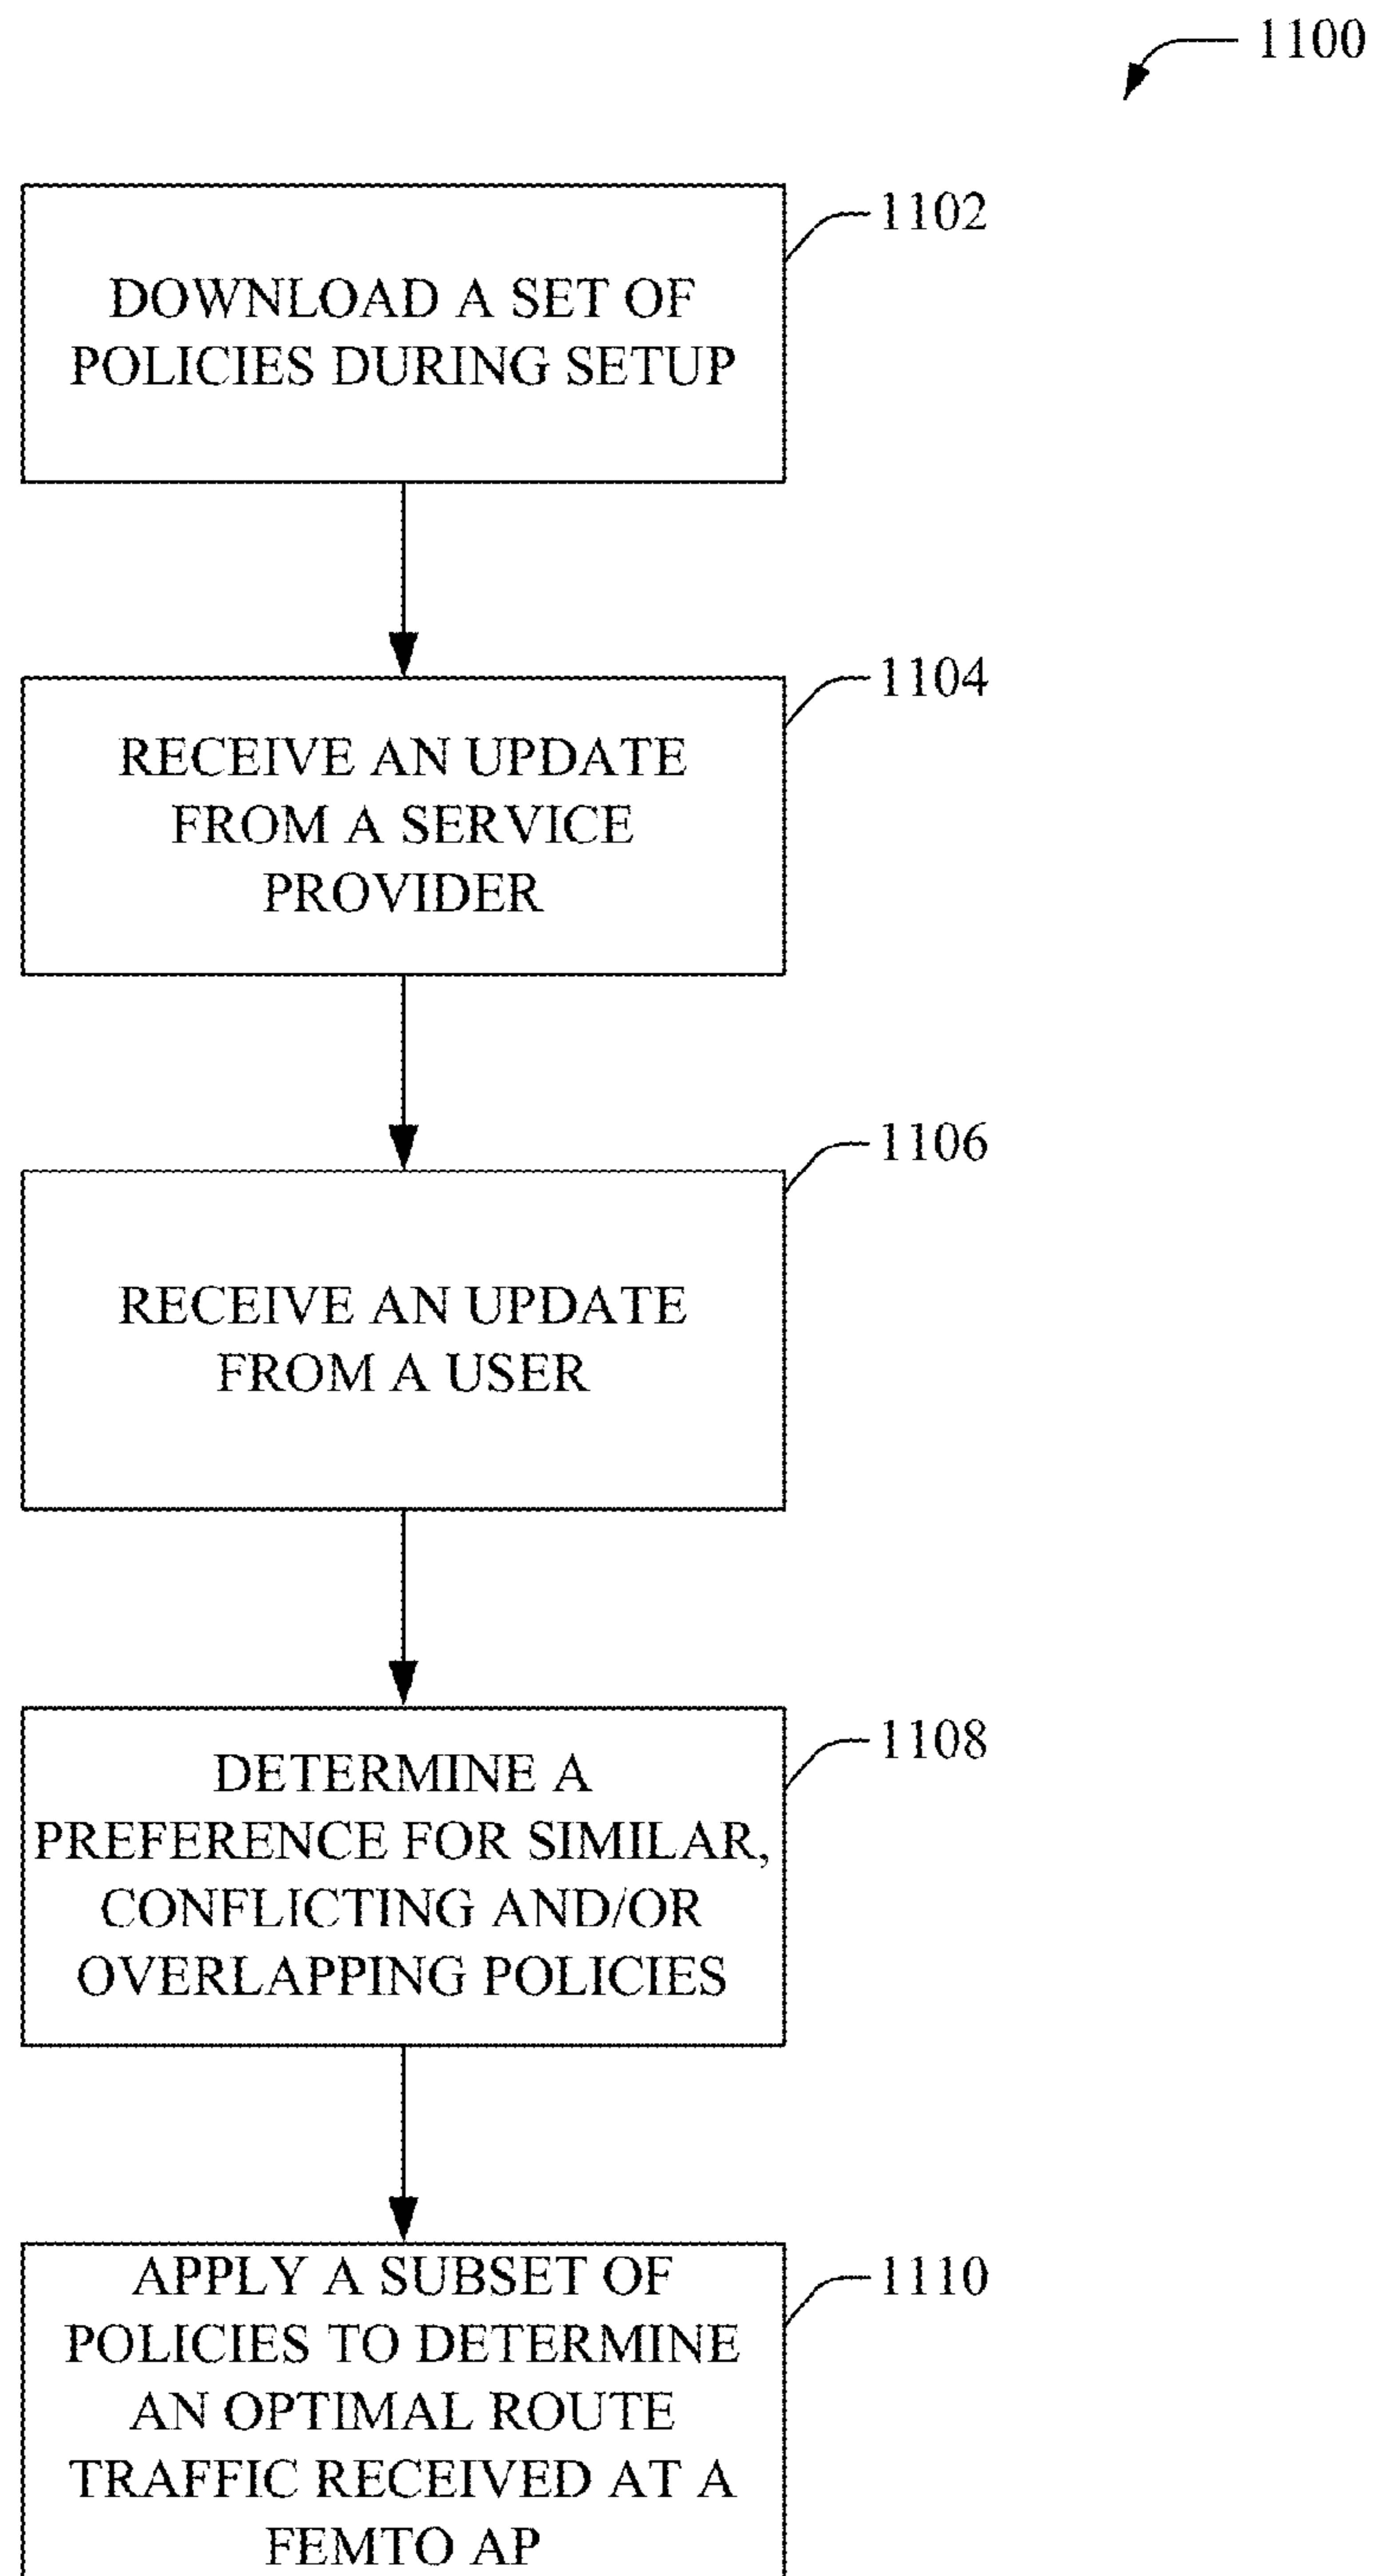 1100
1102
DOWNLOAD A SET OF
POLICIES DURING SETUP
1104
RECEIVE AN UPDATE
FROM A SERVICE
PROVIDER
1106
RECEIVE AN UPDATE
FROM A USER
1108
DETERMINE A
PREFERENCE FOR SIMILAR,
CONFLICTING AND/OR
OVERLAPPING POLICIES
1110
APPLY A SUBSET OF
POLICIES TO DETERMINE
AN OPTIMAL ROUTE
TRAFFIC RECEIVED AT A
FEMTO AP